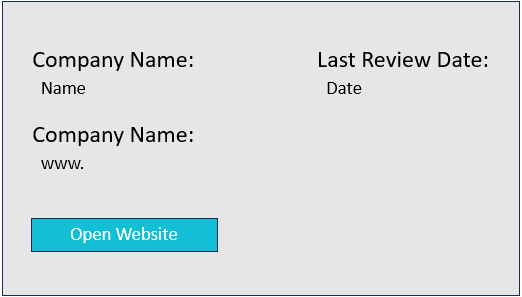 Company Name:
Name
Last Review Date:
Date
Company Name:
www.
Open Website